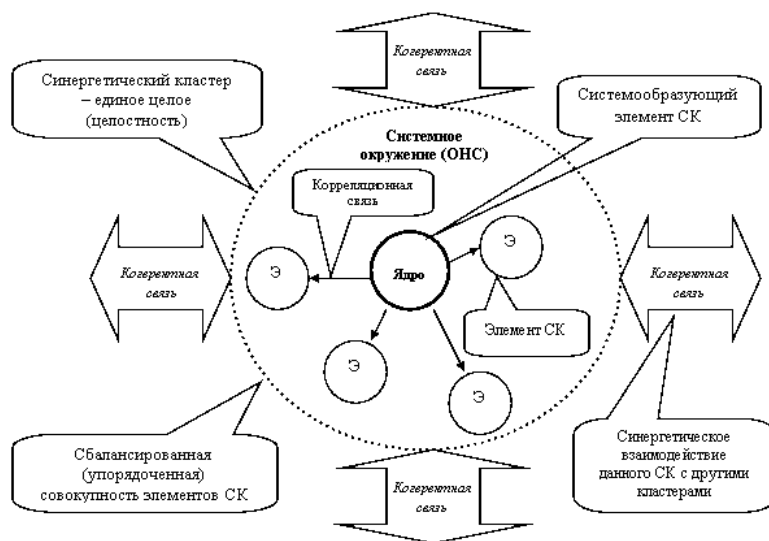 Когерентная
связь
Синергетический кластер
– единое целое
(целостность)
Системообразующий
элемент СК
Системное
окружение (ОНС)
Корреляционная
связь
Э
Э
Ядро
Когерентная
связь
Когерентная
связь
Элемент СК
Э
Э
Сбалансированная
(упорядоченная)
совокупность элементов СК
Синергетическое
взаимодействие
данного СК с другими
кластерами
Когерентная
связь